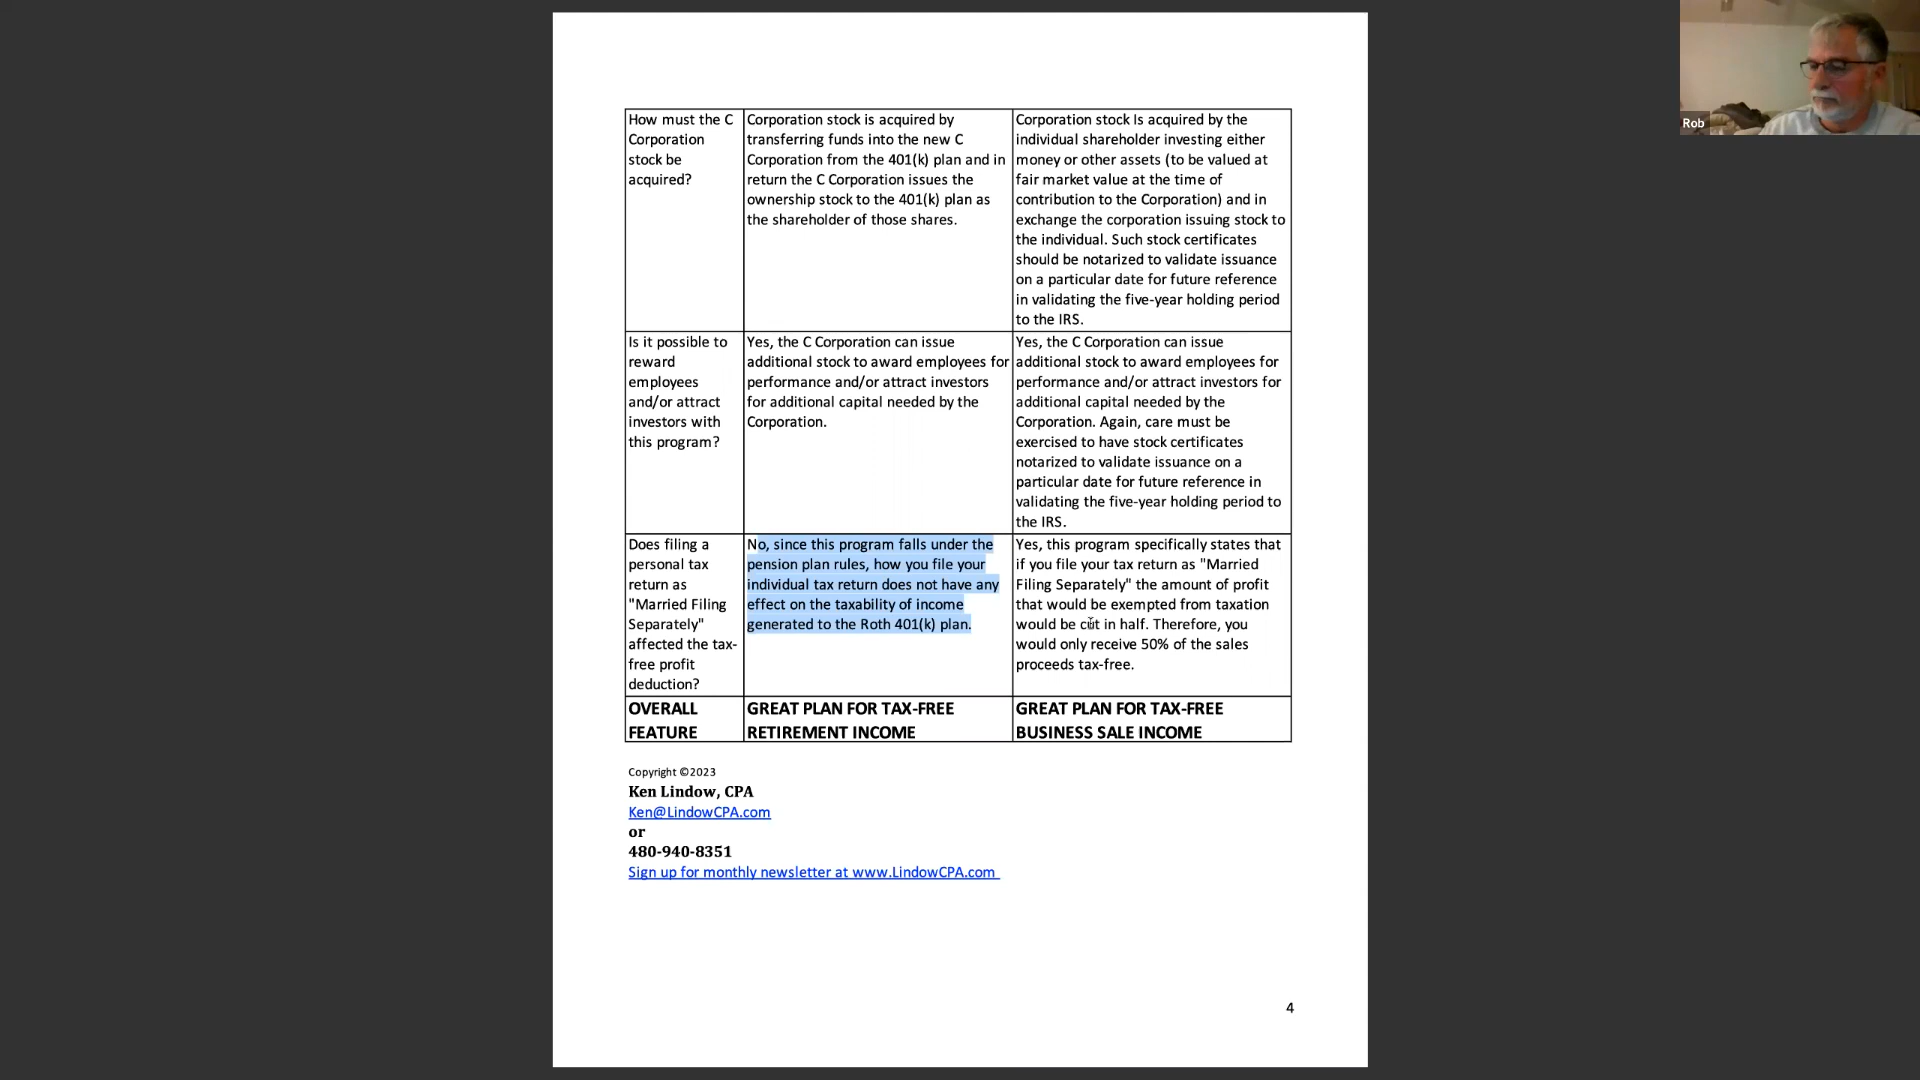 How must the C
Corporation
stock be
acquired?
Corporation stock is acquired by
transferring funds into the new C
Corporation from the 401(k) plan and in
return the C Corporation issues the
ownership stock to the 401(k) plan as
the shareholder of those shares.
Corporation stock Is acquired by the
individual shareholder investing either
money or other assets (to be valued at
fair market value at the time of
contribution to the Corporation) and in
exchange the corporation issuing stock to
the individual. Such stock certificates
should be notarized to validate issuance
on a particular date for future reference
in validating the five-year holding period
to the IRS.
Is it possible to
reward
employees
and/or attract
investors with
this program?
Yes, the C Corporation can issue
additional stock to award employees for
performance and/or attract investors
for additional capital needed by the
Corporation.
Yes, the C Corporation can issue
additional stock to award employees for
performance and/or attract investors for
additional capital needed by the
Corporation. Again, care must be
exercised to have stock certificates
notarized to validate issuance on a
particular date for future reference in
validating the five-year holding period to
the IRS.
Does filing a
personal tax
return as
"Married Filing
Separately"
affected the tax-
free profit
deduction?
No, since this program falls under the
pension plan rules, how you file your
individual tax return does not have any
effect on the taxability of income
generated to the Roth 401(k) plan.
Yes, this program specifically states that
if you file your tax return as "Married
Filing Separately" the amount of profit
that would be exempted from taxation
would be cut in half. Therefore, you
would only receive 50% of the sales
proceeds tax-free.
OVERALL
FEATURE
GREAT PLAN FOR TAX-FREE
RETIREMENT INCOME
GREAT PLAN FOR TAX-FREE
BUSINESS SALE INCOME
Copyright ©2023
Ken Lindow, CPA
Ken@LindowCPA.com
or
480-940-8351
Sign up for monthly newsletter at www.LindowCPA.com
4
Rob